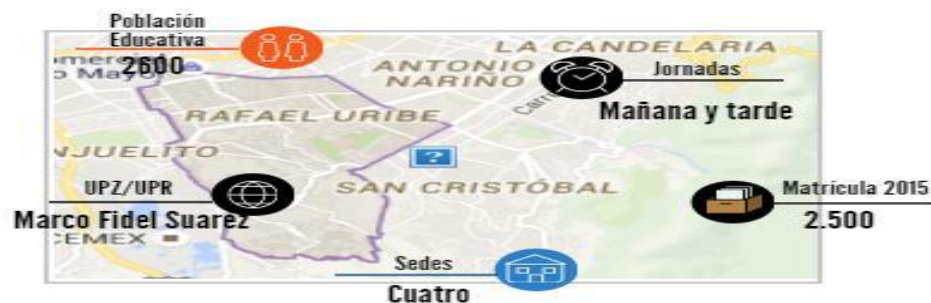 Población
Educativa
2600
LA CANDELARIA
ANTONIO
NARIÑO
Jornadas
Mañana y tarde
RAFAEL URIBE
?
UPZ/UPR
Marco Fidel Suarez
SAN CRISTÓBAL
Matrícula 2015
2.500
CEMEX
Sedes
Cuatro